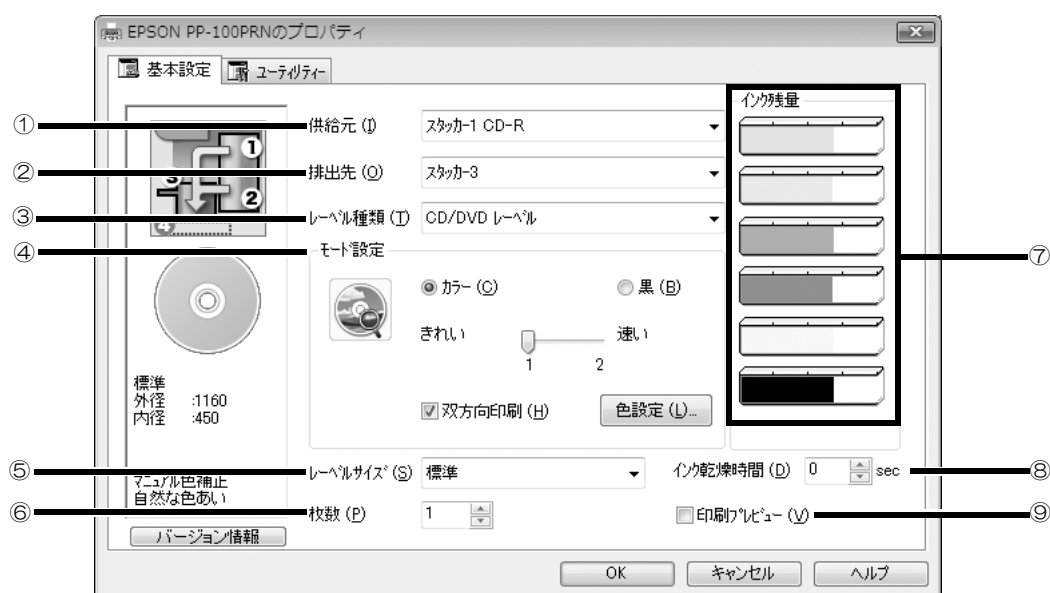 EPSON PP-100PRNのプロパティ
基本設定 ユーティリティー
① 供給元 (I) スタッカー1 CD-R
② 排出先 (O) スタッカー3
③ レーベル種類 (T) CD/DVD レーベル
1
2
3
4
④ モード設定
カラー (C) 黒 (B)
きれい 速い
1 2
双方向印刷 (H) 色設定 (L)...
標準
外径 :1160
内径 :450
マニュアル色補正
自然な色あい
バージョン情報
⑤ レーベルサイズ (S) 標準
⑥ 枚数 (P) 1
インク残量
⑦
インク乾燥時間 (D) 0 sec ⑧
印刷プレビュー (V) ⑨
OK キャンセル ヘルプ